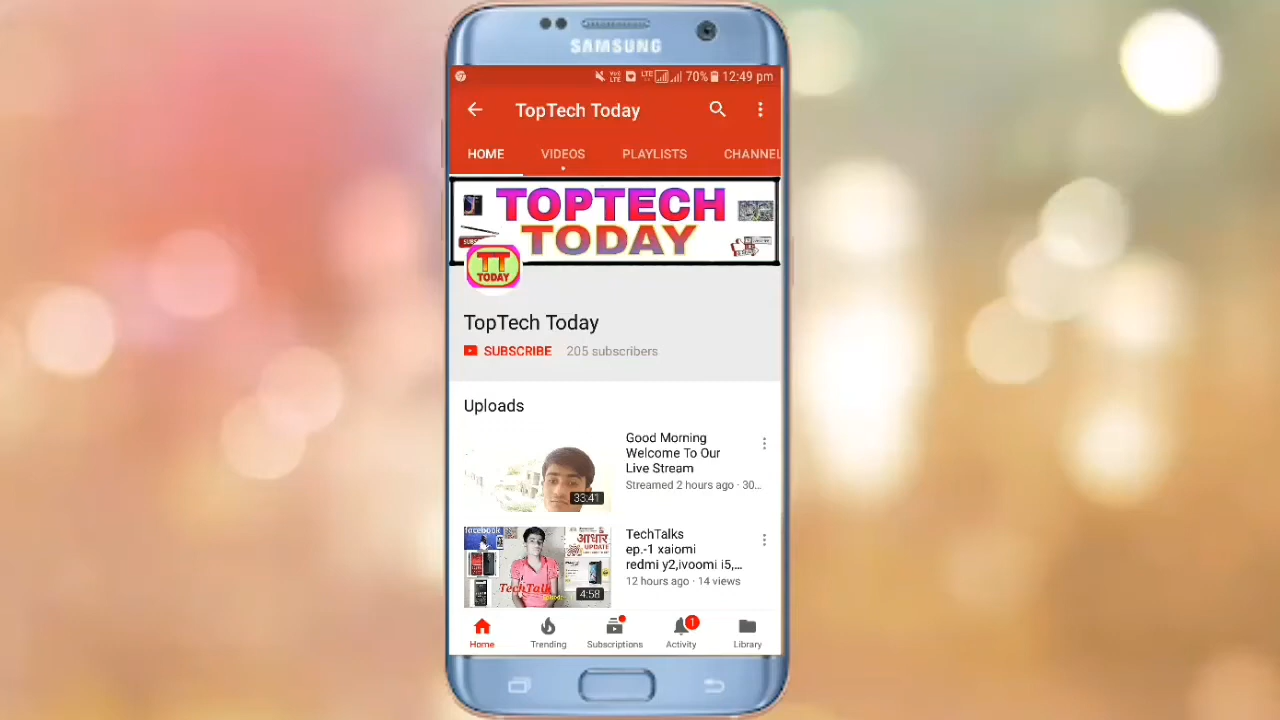 SAMSUNG
70% 12:49 pm
TopTech Today
HOME VIDEOS PLAYLISTS CHANNEL
TOPTECH
TODAY
TT
TODAY
TopTech Today
SUBSCRIBE 205 subscribers
Uploads
Good Morning
Welcome To Our
Live Stream
Streamed 2 hours ago · 30...
33:41
TechTalks
ep.-1 xaiomi
redmi y2,ivoomi i5,...
12 hours ago · 14 views
facebook
आधार
UPDATE
TechTalk
4:58
1
Home Trending Subscriptions Activity Library